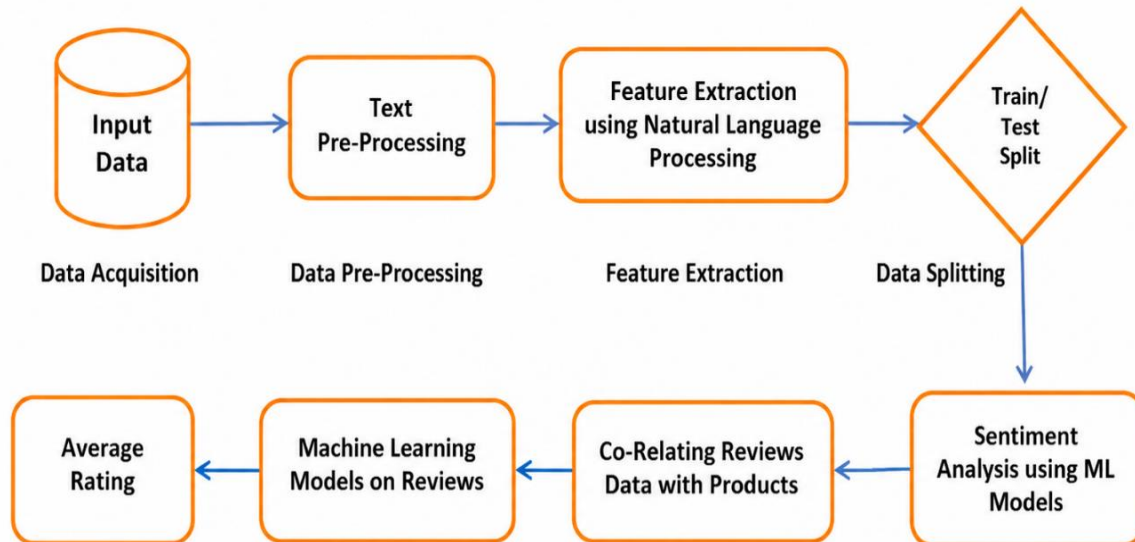 Input
Data
Text
Pre-Processing
Feature Extraction
using Natural Language
Processing
Train/
Test
Split
Data Acquisition
Data Pre-Processing
Feature Extraction
Data Splitting
Average
Rating
Machine Learning
Models on Reviews
Co-Relating Reviews
Data with Products
Sentiment
Analysis using ML
Models